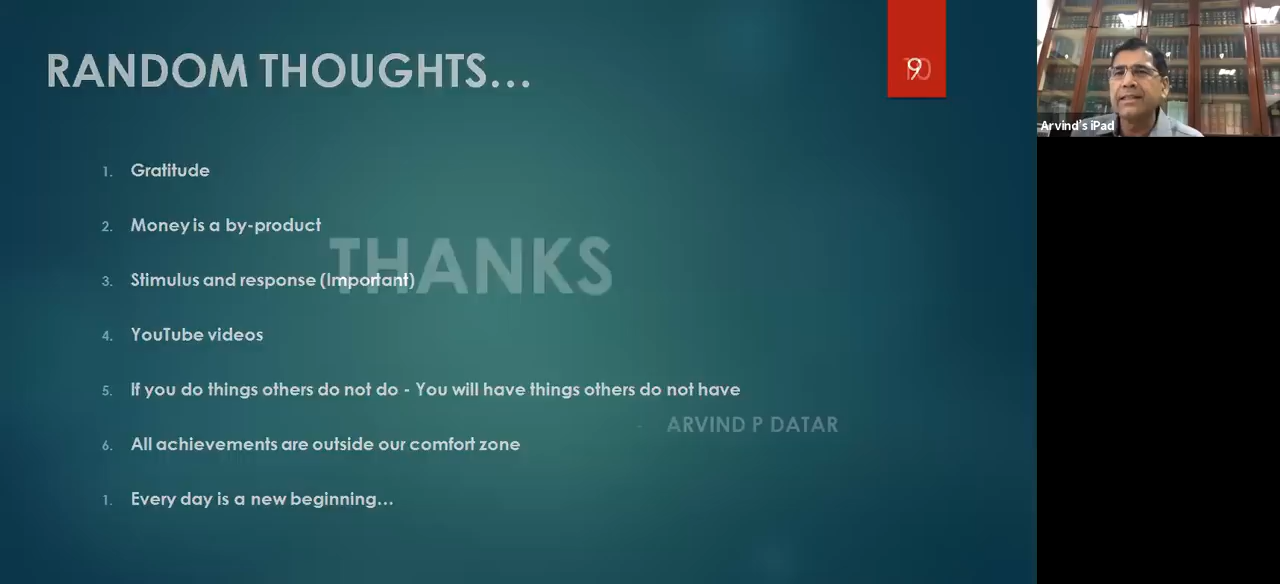 RANDOM THOUGHTS...
9
10
1. Gratitude
2. Money is a by-product
THANKS
3. Stimulus and response (Important)
4. YouTube videos
5. If you do things others do not do - You will have things others do not have
- ARVIND P DATAR
6. All achievements are outside our comfort zone
1. Every day is a new beginning...
Arvind's iPad